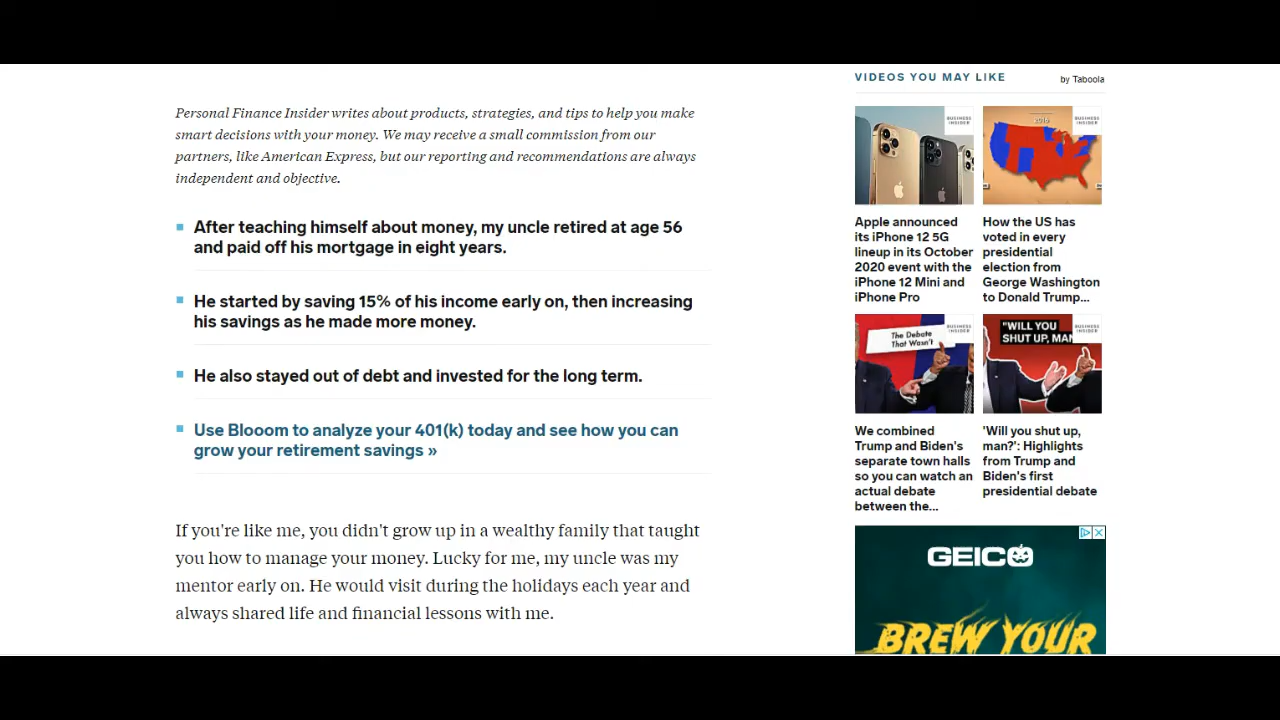 Personal Finance Insider writes about products, strategies, and tips to help you make
smart decisions with your money. We may receive a small commission from our
partners, like American Express, but our reporting and recommendations are always
independent and objective.
After teaching himself about money, my uncle retired at age 56
and paid off his mortgage in eight years.
He started by saving 15% of his income early on, then increasing
his savings as he made more money.
He also stayed out of debt and invested for the long term.
Use Blooom to analyze your 401(k) today and see how you can
grow your retirement savings »
If you're like me, you didn't grow up in a wealthy family that taught
you how to manage your money. Lucky for me, my uncle was my
mentor early on. He would visit during the holidays each year and
always shared life and financial lessons with me.
VIDEOS YOU MAY LIKE
by Taboola
BUSINESS
INSIDER
Apple announced
its iPhone 12 5G
lineup in its October
2020 event with the
iPhone 12 Mini and
iPhone Pro
2016
BUSINESS
INSIDER
How the US has
voted in every
presidential
election from
George Washington
to Donald Trump...
The Debate
That Wasn't
BUSINESS
INSIDER
We combined
Trump and Biden's
separate town halls
so you can watch an
actual debate
between the...
"WILL YOU
SHUT UP, MAN
BUSINESS
INSIDER
'Will you shut up,
man?': Highlights
from Trump and
Biden's first
presidential debate
GEICO
BREW YOUR